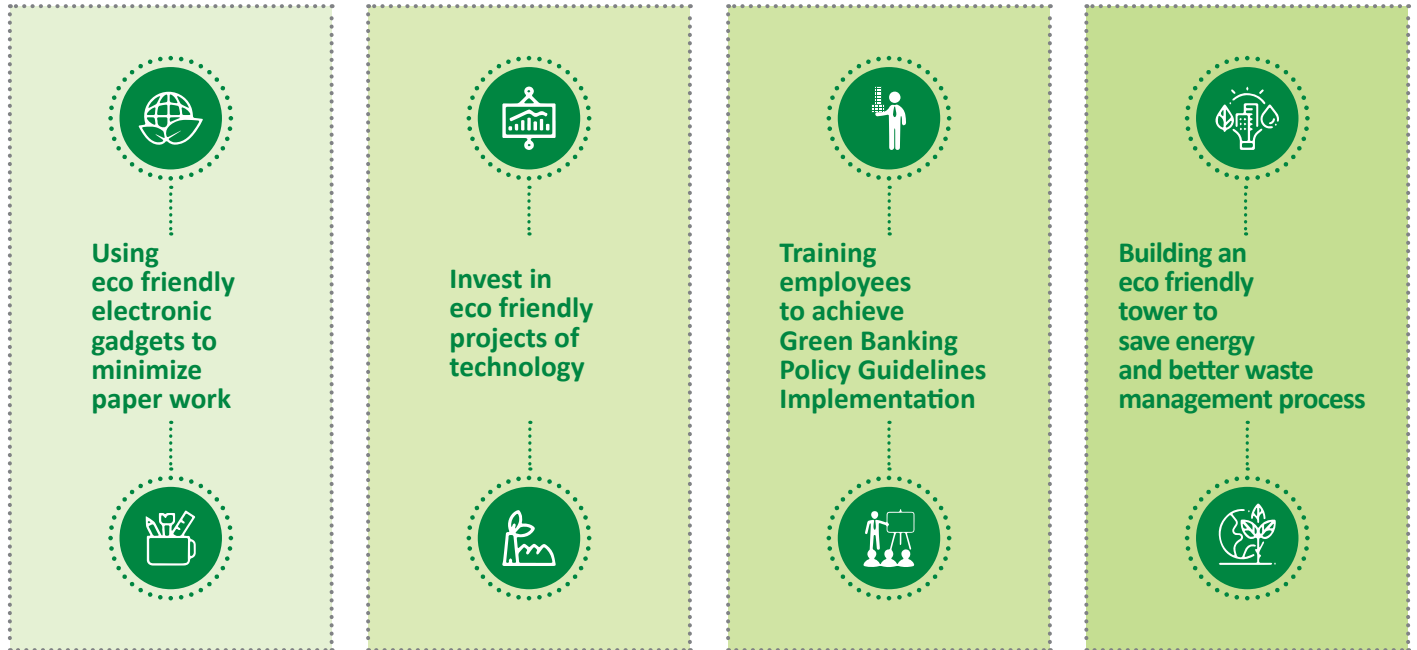 Using
eco friendly
electronic
gadgets to
minimize
paper work
Invest in
eco friendly
projects of
technology
Training
employees
to achieve
Green Banking
Policy Guidelines
Implementation
Building an
eco friendly
tower to
save energy
and better waste
management process